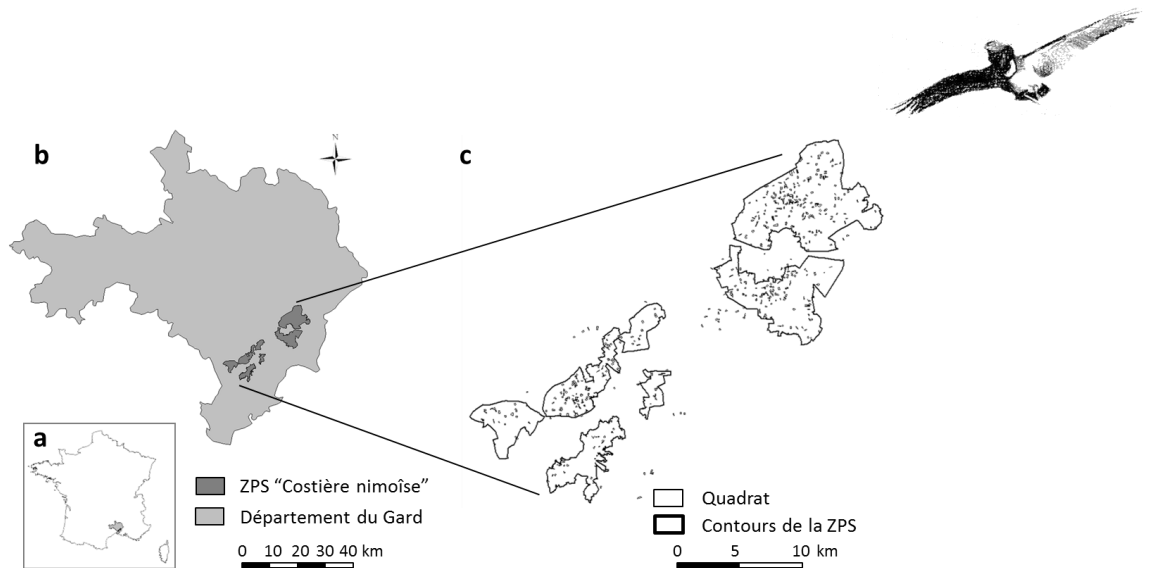 b
N
c
a
ZPS “Costière nimoîse”
Département du Gard
0 10 20 30 40 km
Quadrat
Contours de la ZPS
0 5 10 km